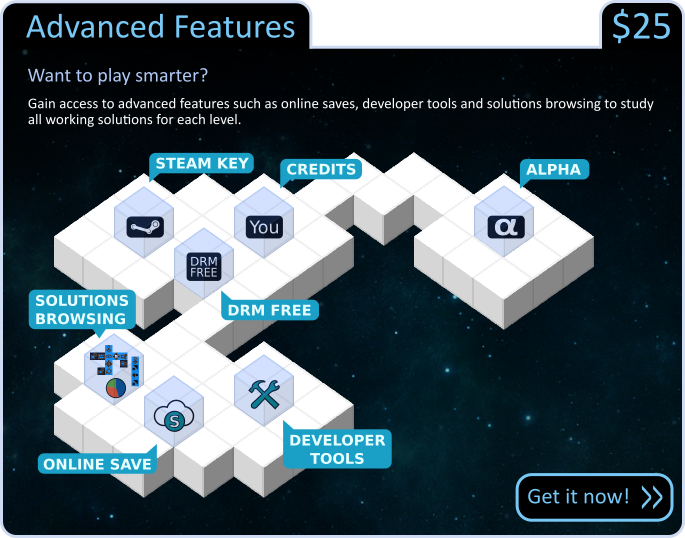 Advanced Features
$25
Want to play smarter?
Gain access to advanced features such as online saves, developer tools and solutions browsing to study
all working solutions for each level.
STEAM KEY
CREDITS
ALPHA
You
α
DRM
FREE
DRM FREE
SOLUTIONS
BROWSING
S
ONLINE SAVE
DEVELOPER
TOOLS
Get it now!